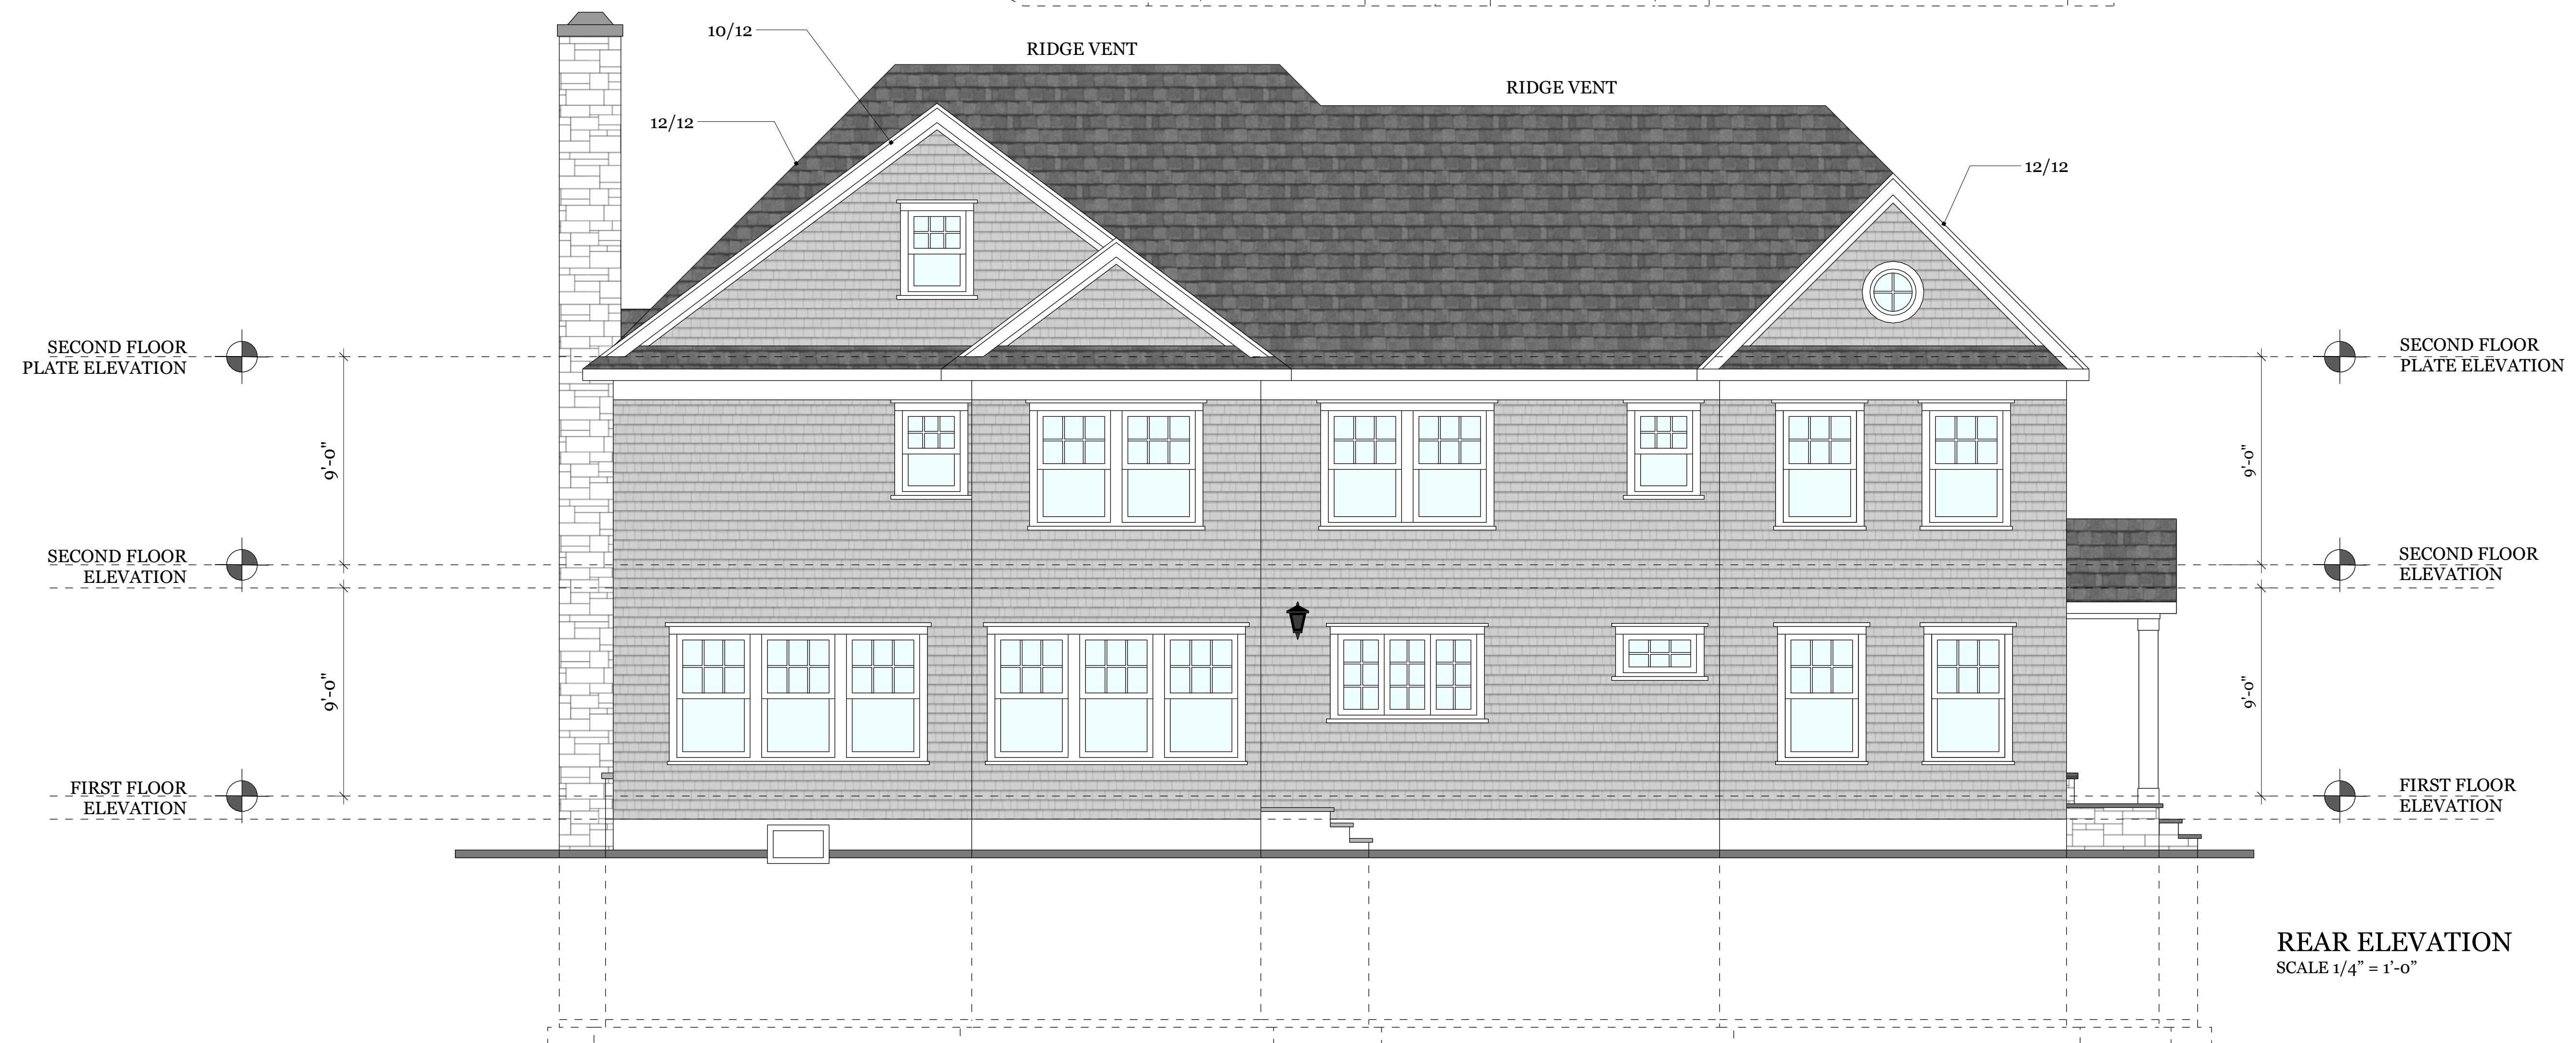 10/12
RIDGE VENT
RIDGE VENT
12/12
12/12
SECOND FLOOR
PLATE ELEVATION
SECOND FLOOR
PLATE ELEVATION
9'-0"
9'-0"
SECOND FLOOR
ELEVATION
SECOND FLOOR
ELEVATION
9'-0"
9'-0"
FIRST FLOOR
ELEVATION
FIRST FLOOR
ELEVATION
REAR ELEVATION
SCALE 1/4” = 1’-0”